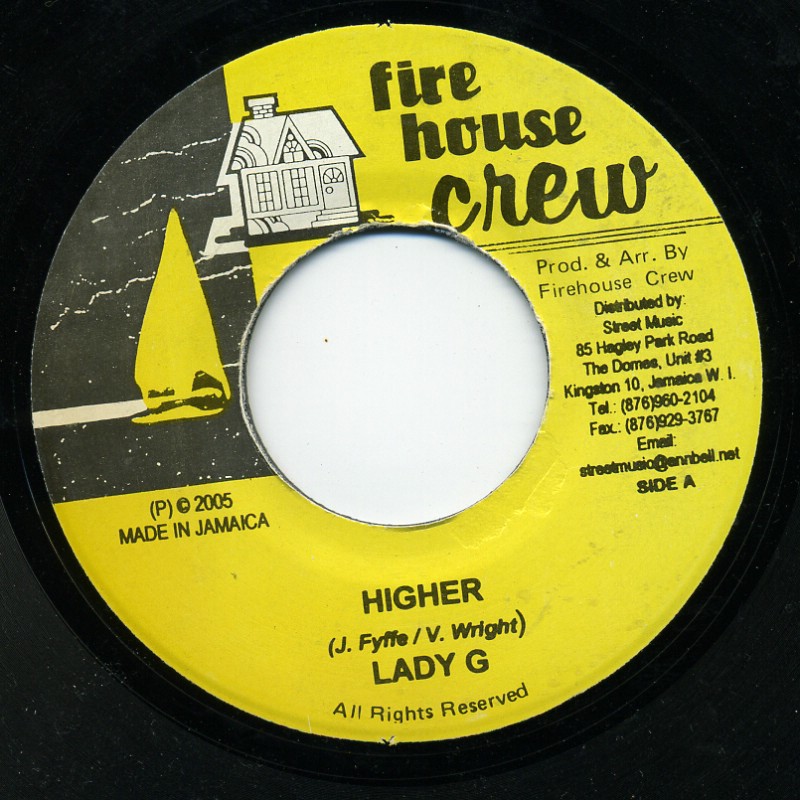 fire
house
crew
Prod. & Arr. By
Firehouse Crew
Distributed by:
Street Music
85 Hagley Park Road
The Domes, Unit #3
Kingston 10, Jamaica W. I.
Tel.: (876)960-2104
Fax.: (876)929-3767
Email:
streetmusic@annbell.net
SIDE A
(P) © 2005
MADE IN JAMAICA
HIGHER
(J. Fyffe / V. Wright)
LADY G
All Rights Reserved